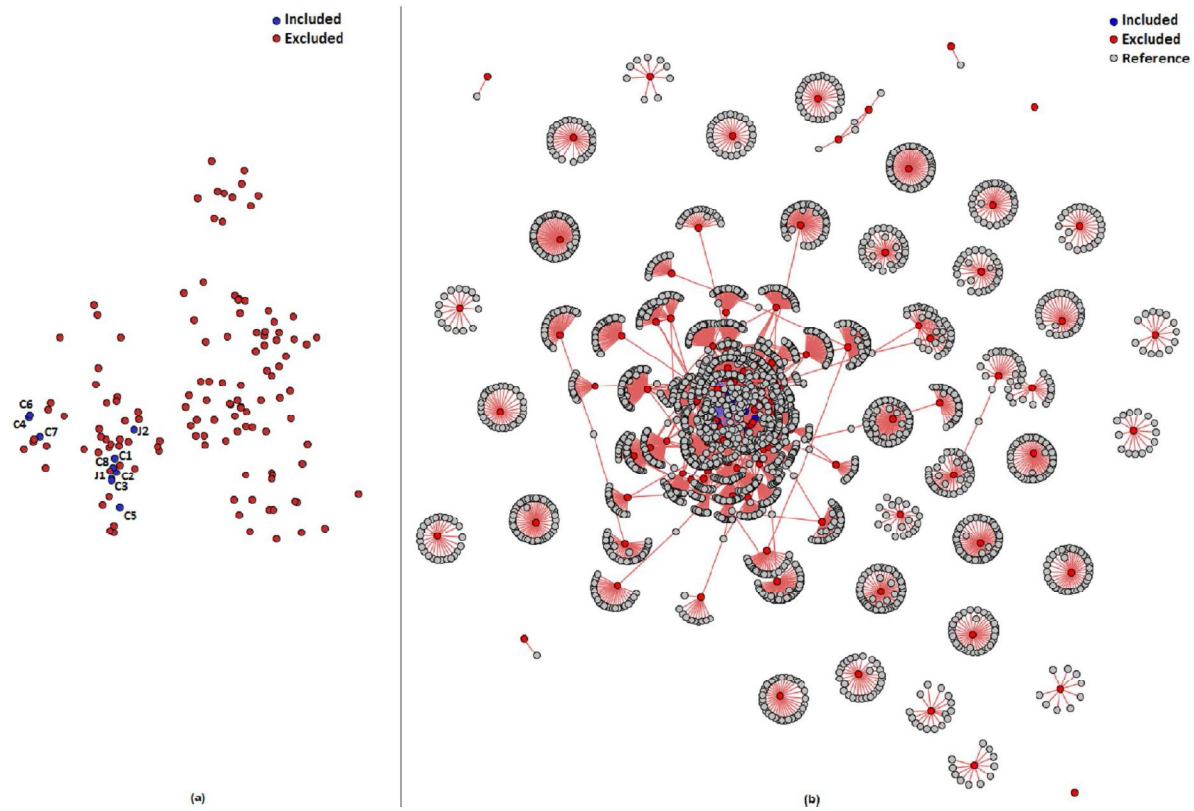 Included
Excluded
C6
C4
C7
J2
C1
C8
J1
C2
C3
C5
(a)
Included
Excluded
Reference
(b)